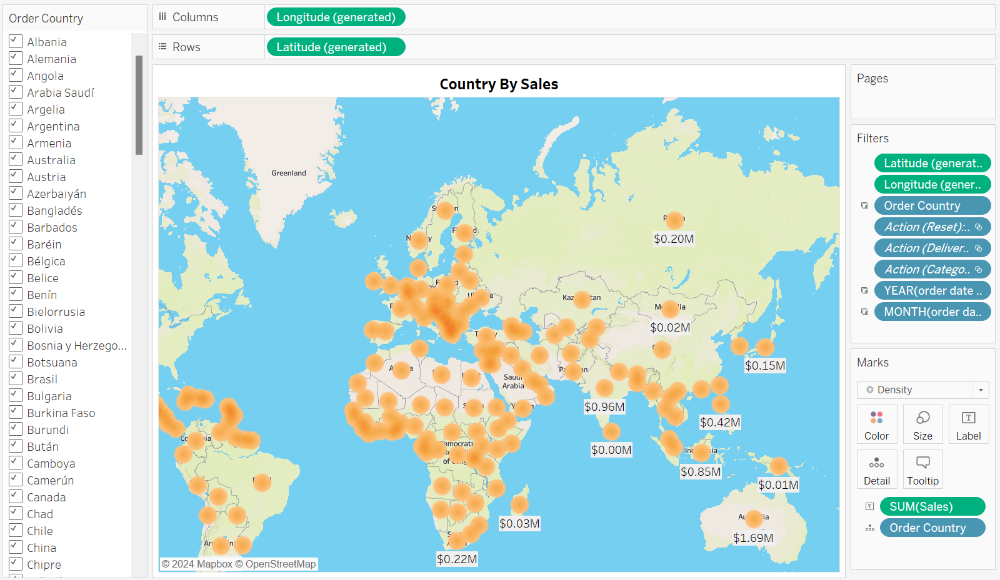 Order Country
Albania
Alemania
Angola
Arabia Saudí
Argelia
Argentina
Armenia
Australia
Austria
Azerbaiyán
Bangladés
Barbados
Baréin
Bélgica
Belice
Benín
Bielorrusia
Bolivia
Bosnia y Herzego...
Botsuana
Brasil
Bulgaria
Burkina Faso
Burundi
Bután
Camboya
Camerún
Canada
Chad
Chile
China
Chipre
Columns
Longitude (generated)
Rows
Latitude (generated)
Country By Sales
Greenland
$0.20M
$0.02M
$0.15M
Saudi
Arabia
$0.96M
$0.42M
$0.00M
$0.85M
$0.01M
$0.03M
$1.69M
$0.22M
© 2024 Mapbox © OpenStreetMap
Pages
Filters
Latitude (generat..
Longitude (gener..
Order Country
Action (Reset):..
Action (Deliver..
Action (Catego..
YEAR(order date ..
MONTH(order da..
Marks
Density
Color
Size
Label
Detail
Tooltip
SUM(Sales)
Order Country